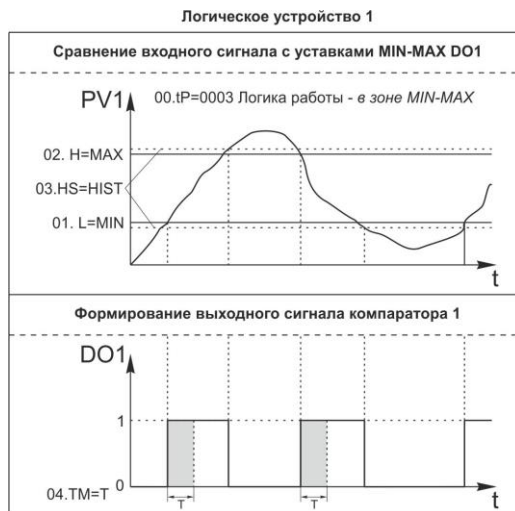 Логическое устройство 1
Сравнение входного сигнала с уставками MIN-MAX DO1
PV1
00.tP=0003 Логика работы - в зоне MIN-MAX
02. H=MAX
03.HS=HIST
01. L=MIN
t
Формирование выходного сигнала компаратора 1
DO1
1
0
04.TM=T
T
T
t